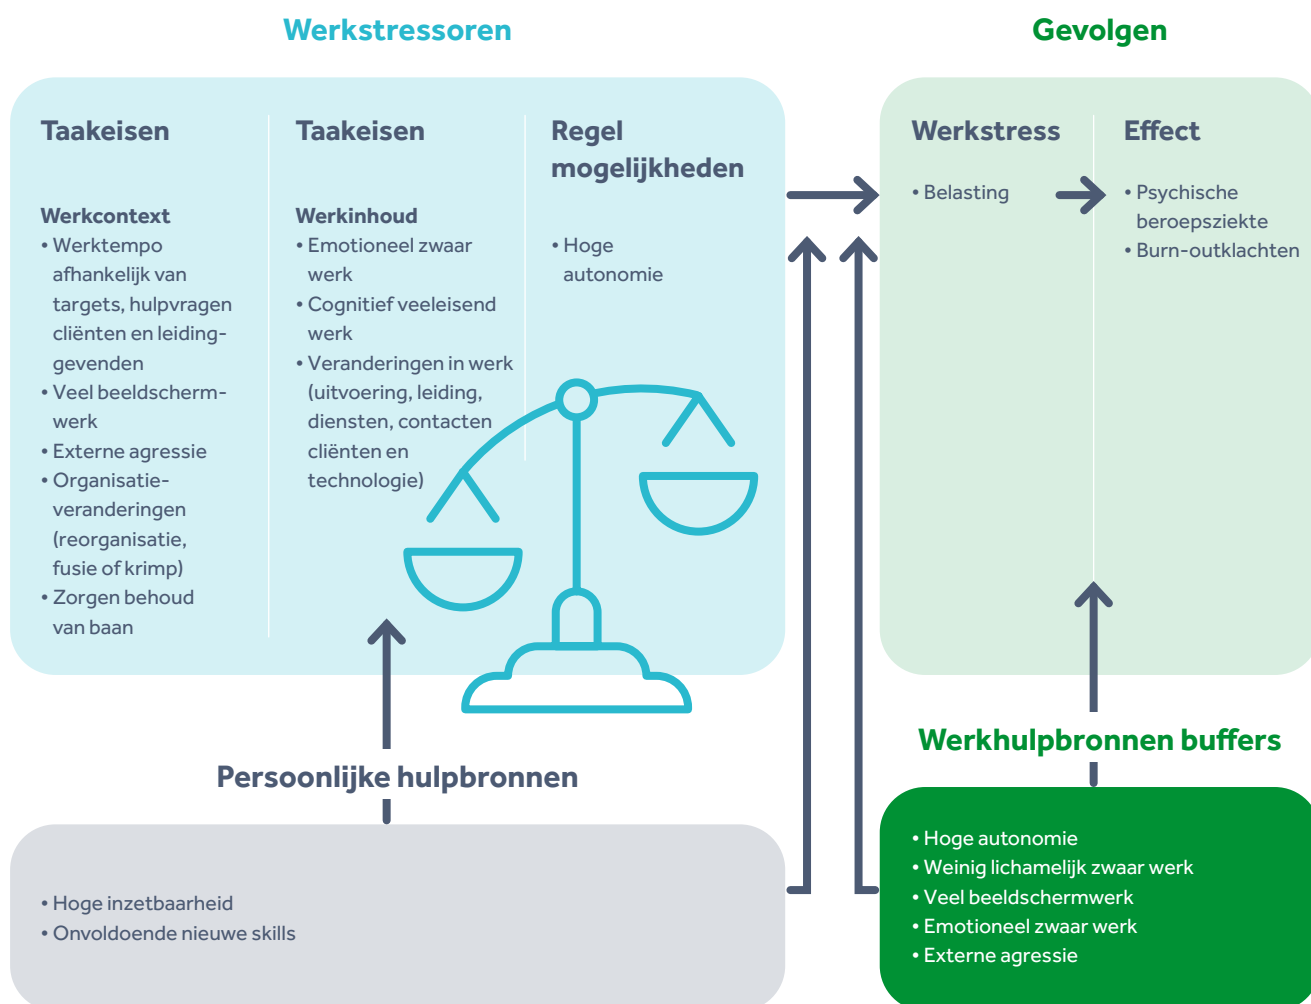 Werkstressoren
Gevolgen
Taakeisen
Werkcontext
• Werktempo
afhankelijk van
targets, hulpvragen
cliënten en leiding-
gevenden
• Veel beeldscherm-
werk
• Externe agressie
• Organisatie-
veranderingen
(reorganisatie,
fusie of krimp)
• Zorgen behoud
van baan
Taakeisen
Werkinhoud
• Emotioneel zwaar
werk
• Cognitief veeleisend
werk
• Veranderingen in werk
(uitvoering, leiding,
diensten, contacten
cliënten en
technologie)
Regel
mogelijkheden
• Hoge
autonomie
Werkstress
• Belasting
Effect
• Psychische
beroepsziekte
• Burn-outklachten
Persoonlijke hulpbronnen
• Hoge inzetbaarheid
• Onvoldoende nieuwe skills
Werkhulpbronnen buffers
• Hoge autonomie
• Weinig lichamelijk zwaar werk
• Veel beeldschermwerk
• Emotioneel zwaar werk
• Externe agressie